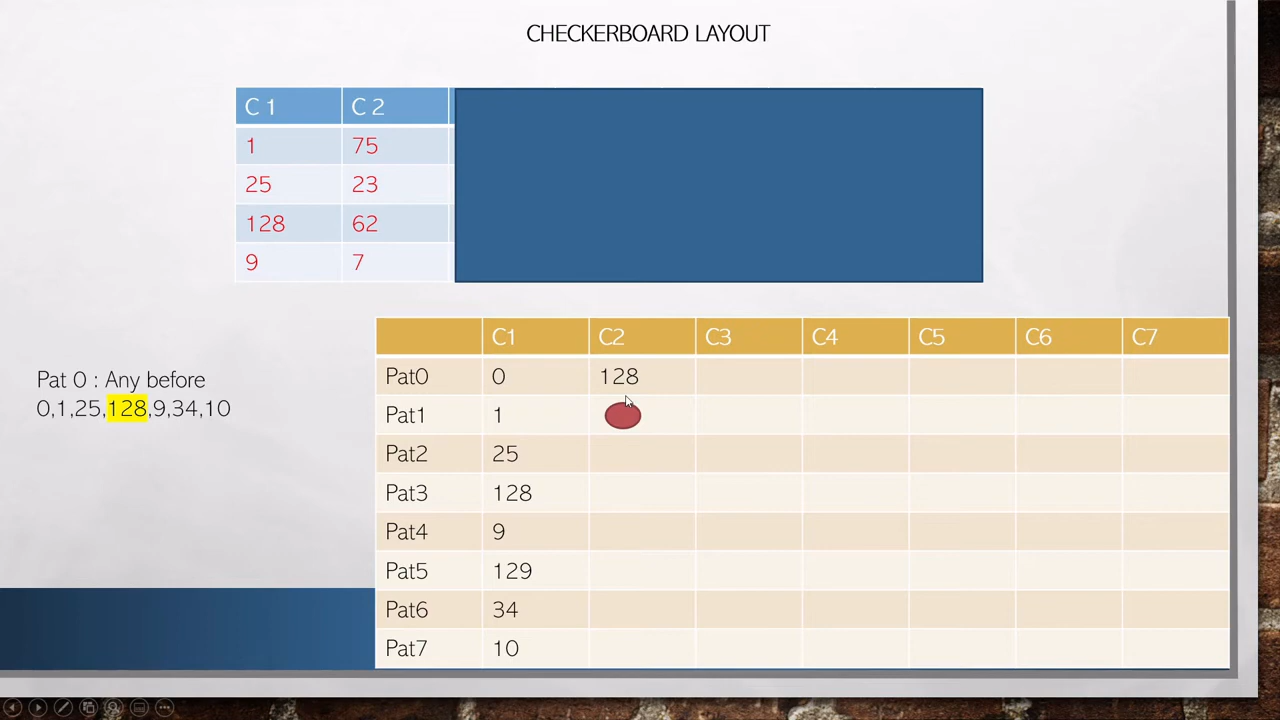 CHECKERBOARD LAYOUT
C 1 C 2
1 75
25 23
128 62
9 7
Pat 0 : Any before
0,1,25,128,9,34,10
C1 C2 C3 C4 C5 C6 C7
Pat0 0 128
Pat1 1
Pat2 25
Pat3 128
Pat4 9
Pat5 129
Pat6 34
Pat7 10